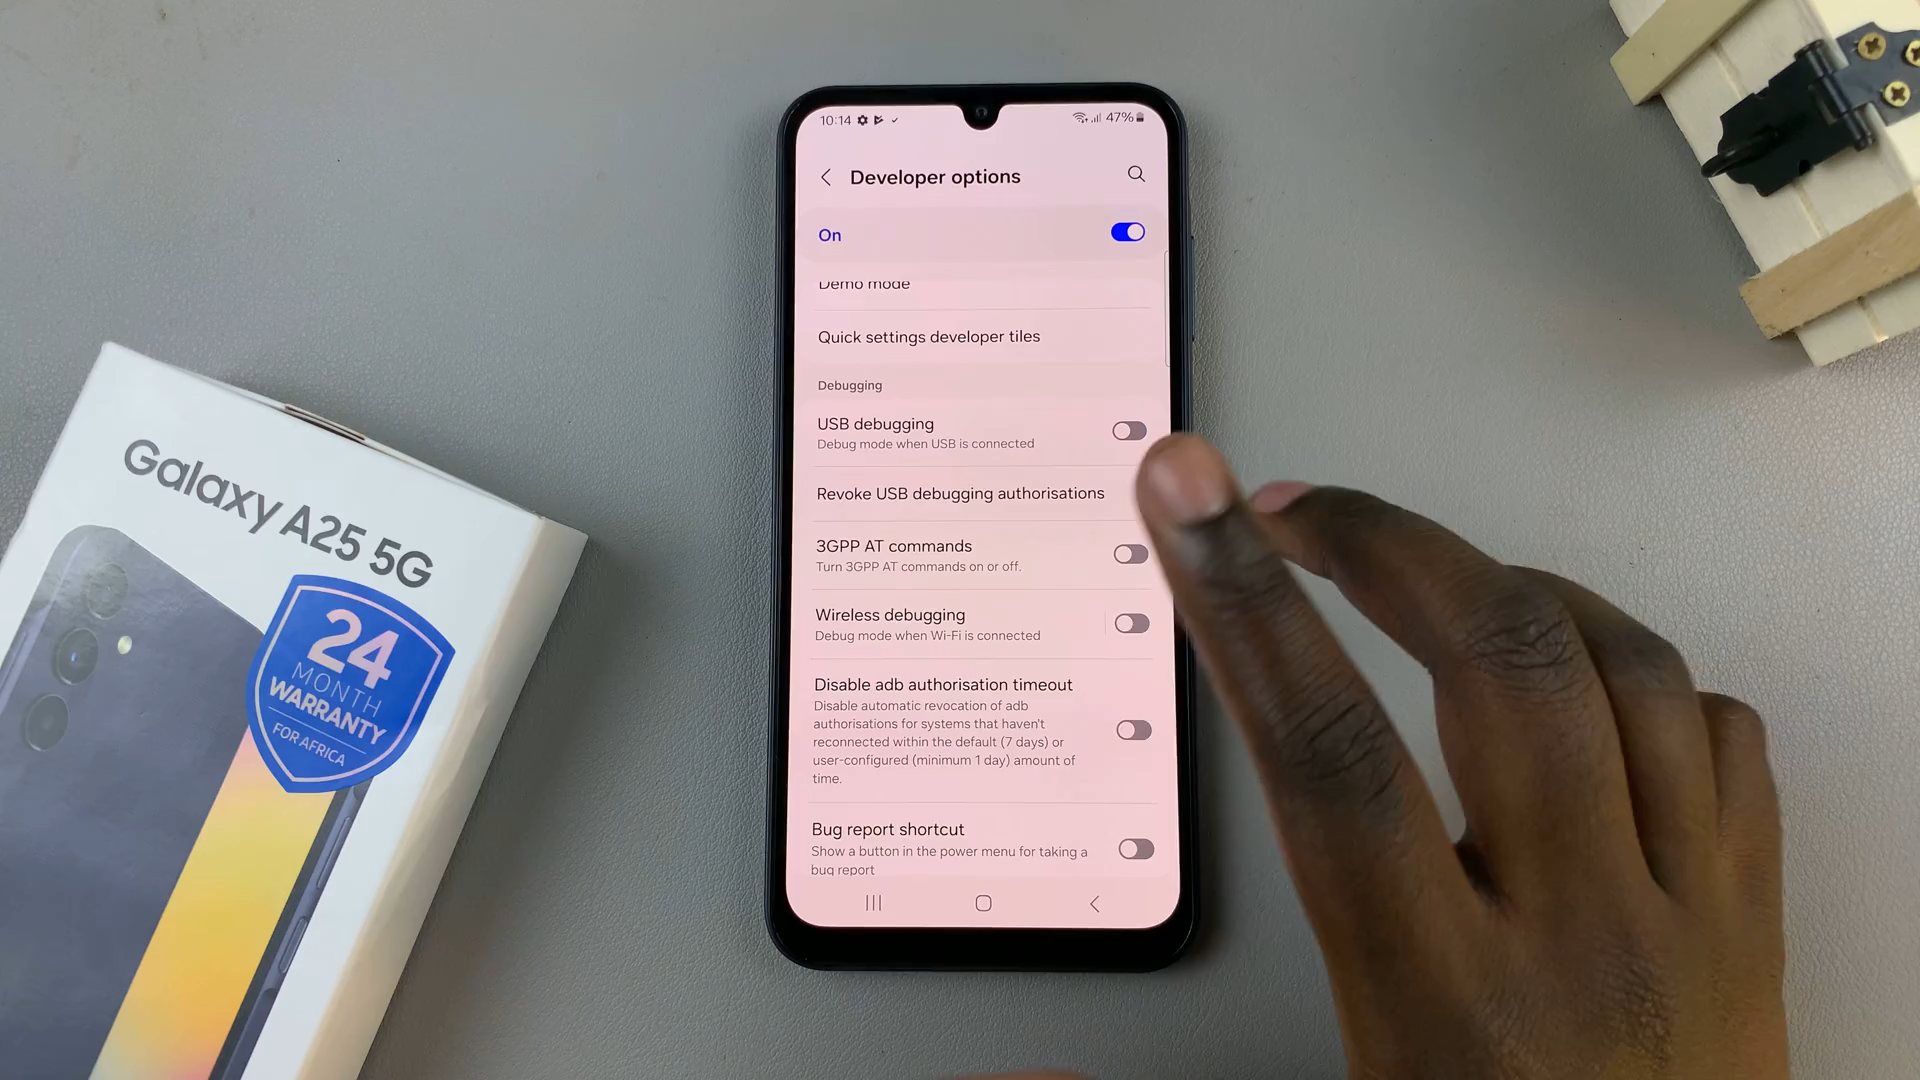 10:14
47%
Developer options
On
Demo mode
Quick settings developer tiles
Debugging
USB debugging
Debug mode when USB is connected
Revoke USB debugging authorisations
3GPP AT commands
Turn 3GPP AT commands on or off.
Wireless debugging
Debug mode when Wi-Fi is connected
Disable adb authorisation timeout
Disable automatic revocation of adb
authorisations for systems that haven't
reconnected within the default (7 days) or
user-configured (minimum 1 day) amount of
time.
Bug report shortcut
Show a button in the power menu for taking a
bug report
Galaxy A25 5G
24
MONTH
WARRANTY
FOR AFRICA